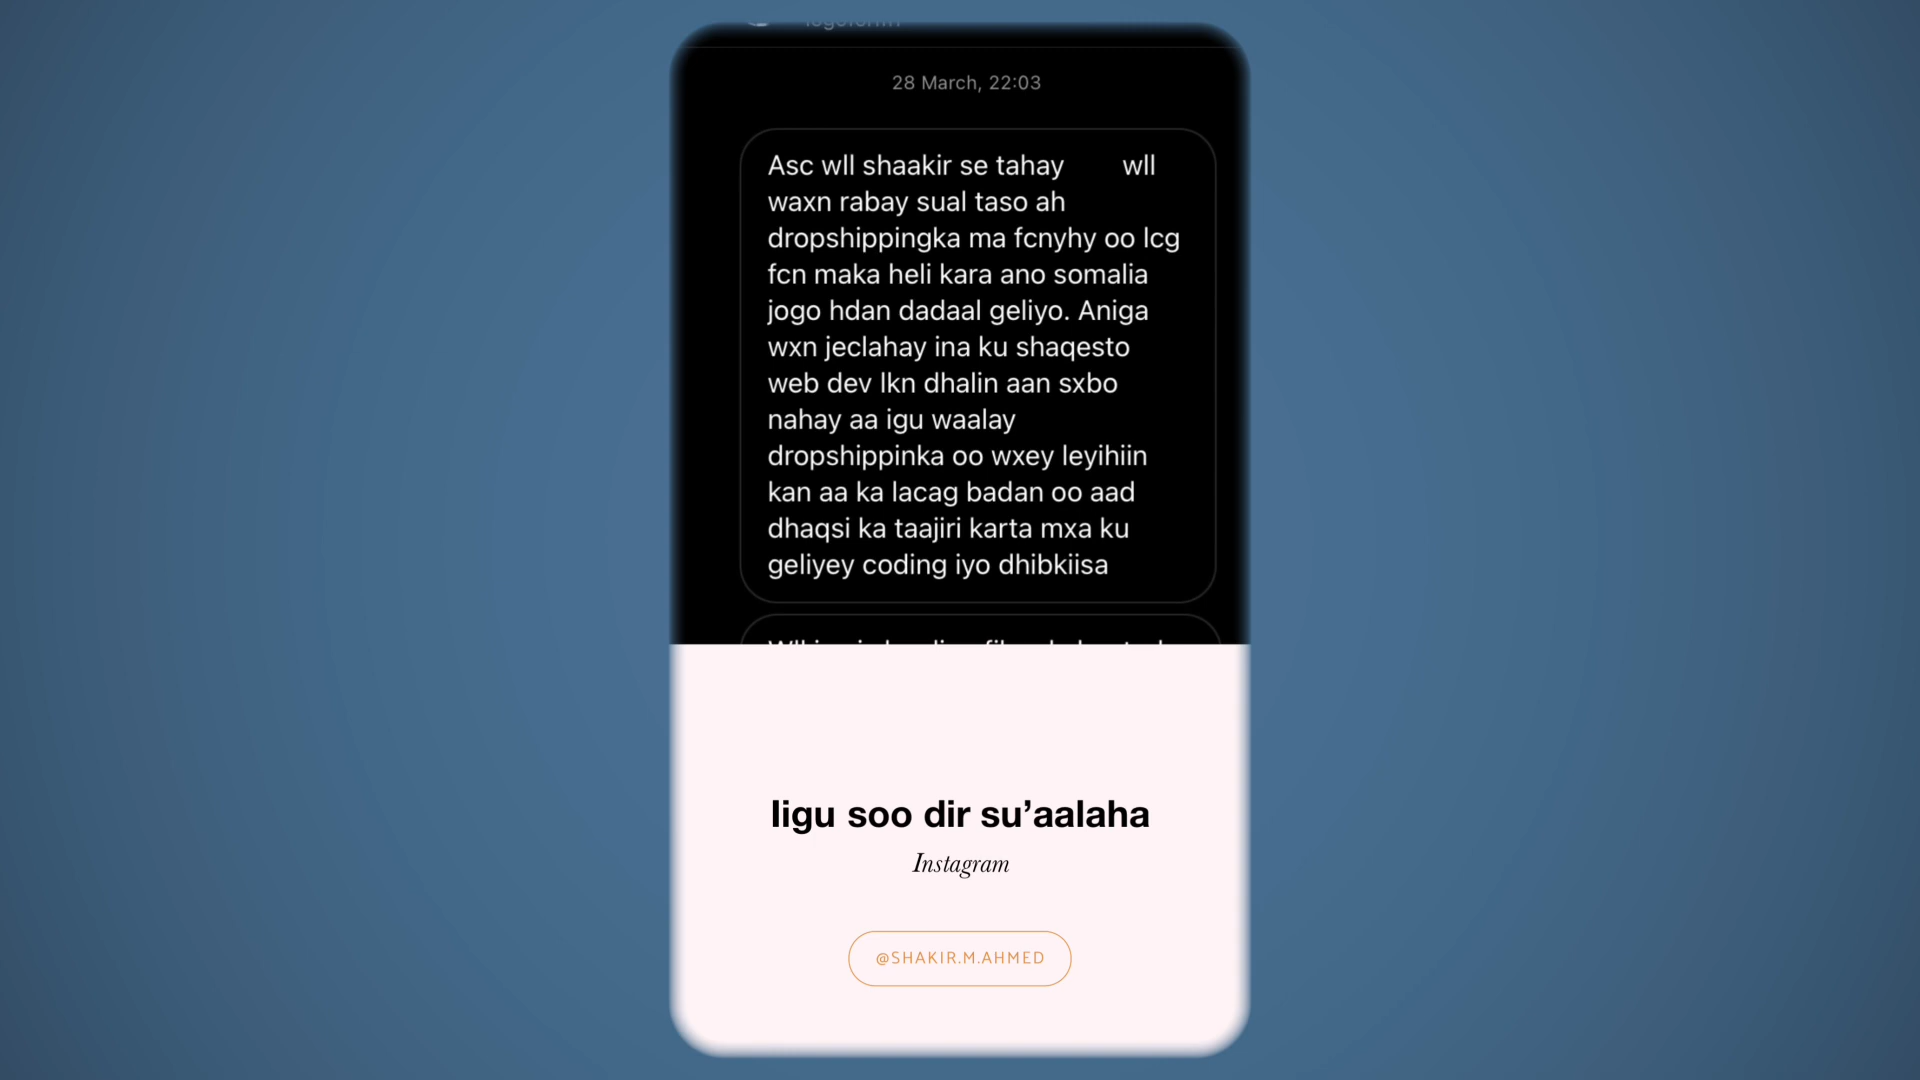 28 March, 22:03
Asc wll shaakir se tahay wll
waxn rabay sual taso ah
dropshippingka ma fcnyhy oo lcg
fcn maka heli kara ano somalia
jogo hdan dadaal geliyo. Aniga
wxn jeclahay ina ku shaqesto
web dev lkn dhalin aan sxbo
nahay aa igu waalay
dropshippinka oo wxey leyihiin
kan aa ka lacag badan oo aad
dhaqsi ka taajiri karta mxa ku
geliyey coding iyo dhibkiisa
Iigu soo dir su’aalaha
Instagram
@SHAKIR.M.AHMED